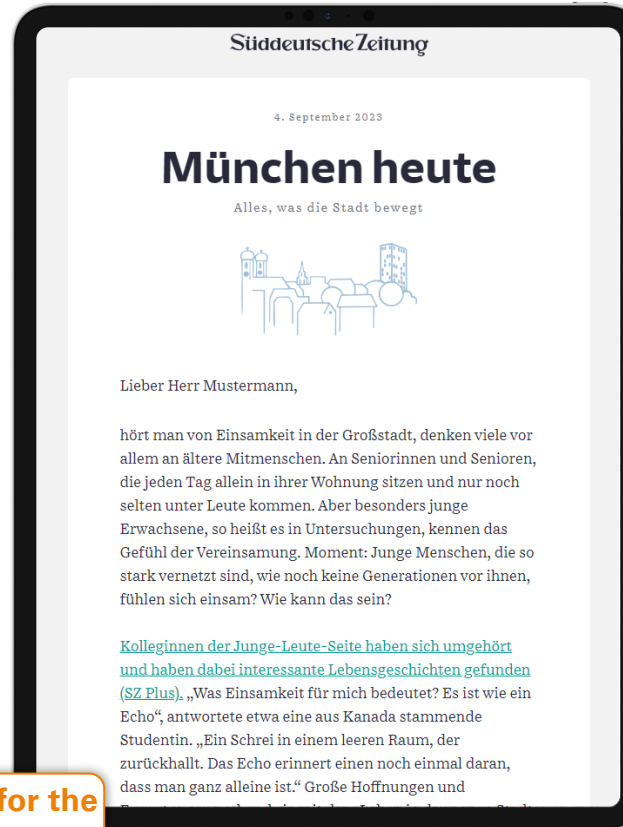 Süddeutsche Zeitung
4. September 2023
München heute
Alles, was die Stadt bewegt
Lieber Herr Mustermann,
hört man von Einsamkeit in der Großstadt, denken viele vor
allem an ältere Mitmenschen. An Seniorinnen und Senioren,
die jeden Tag allein in ihrer Wohnung sitzen und nur noch
selten unter Leute kommen. Aber besonders junge
Erwachsene, so heißt es in Untersuchungen, kennen das
Gefühl der Vereinsamung. Moment: Junge Menschen, die so
stark vernetzt sind, wie noch keine Generationen vor ihnen,
fühlen sich einsam? Wie kann das sein?
Kolleginnen der Junge-Leute-Seite haben sich umgehört
und haben dabei interessante Lebensgeschichten gefunden
(SZ Plus). „Was Einsamkeit für mich bedeutet? Es ist wie ein
Echo“, antwortete etwa eine aus Kanada stammende
Studentin. „Ein Schrei in einem leeren Raum, der
zurückhallt. Das Echo erinnert einen noch einmal daran,
dass man ganz alleine ist.“ Große Hoffnungen und
for the